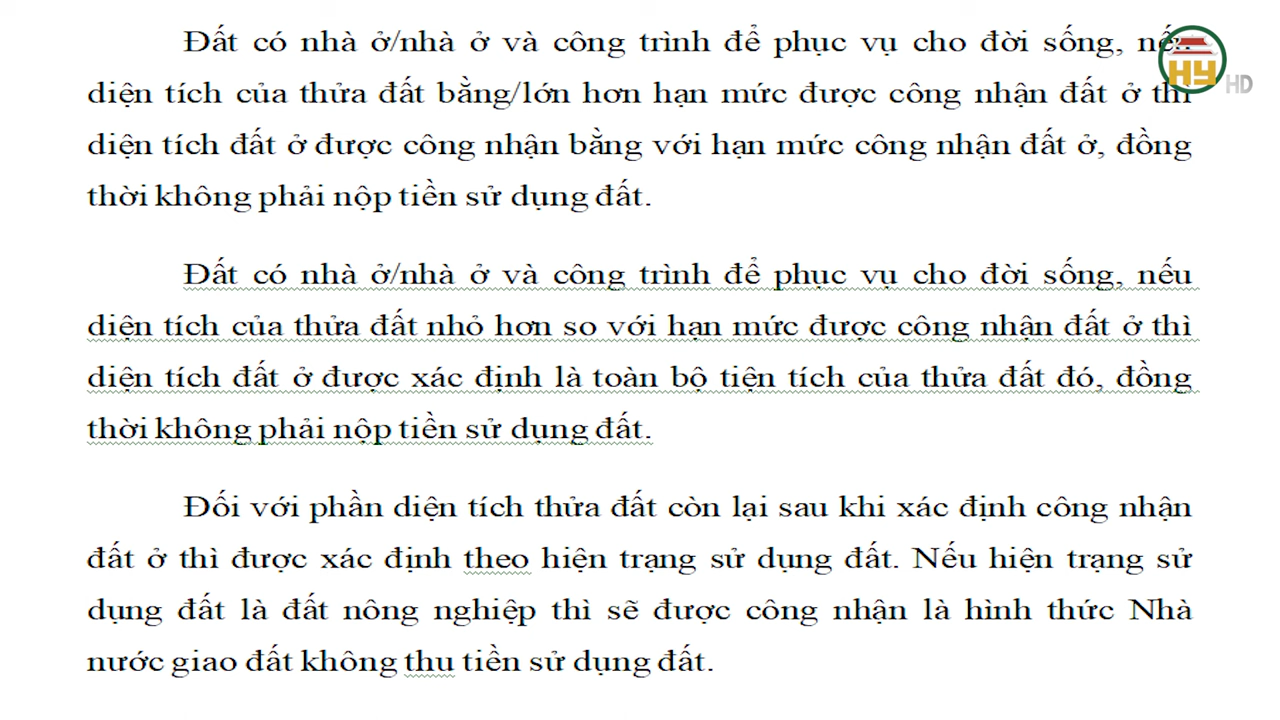 Đất có nhà ở/nhà ở và công trình để phục vụ cho đời sống, nếu
diện tích của thửa đất bằng/lớn hơn hạn mức được công nhận đất ở thì
diện tích đất ở được công nhận bằng với hạn mức công nhận đất ở, đồng
thời không phải nộp tiền sử dụng đất.
Đất có nhà ở/nhà ở và công trình để phục vụ cho đời sống, nếu
diện tích của thửa đất nhỏ hơn so với hạn mức được công nhận đất ở thì
diện tích đất ở được xác định là toàn bộ tiện tích của thửa đất đó, đồng
thời không phải nộp tiền sử dụng đất.
Đối với phần diện tích thửa đất còn lại sau khi xác định công nhận
đất ở thì được xác định theo hiện trạng sử dụng đất. Nếu hiện trạng sử
dụng đất là đất nông nghiệp thì sẽ được công nhận là hình thức Nhà
nước giao đất không thu tiền sử dụng đất.
HY HD